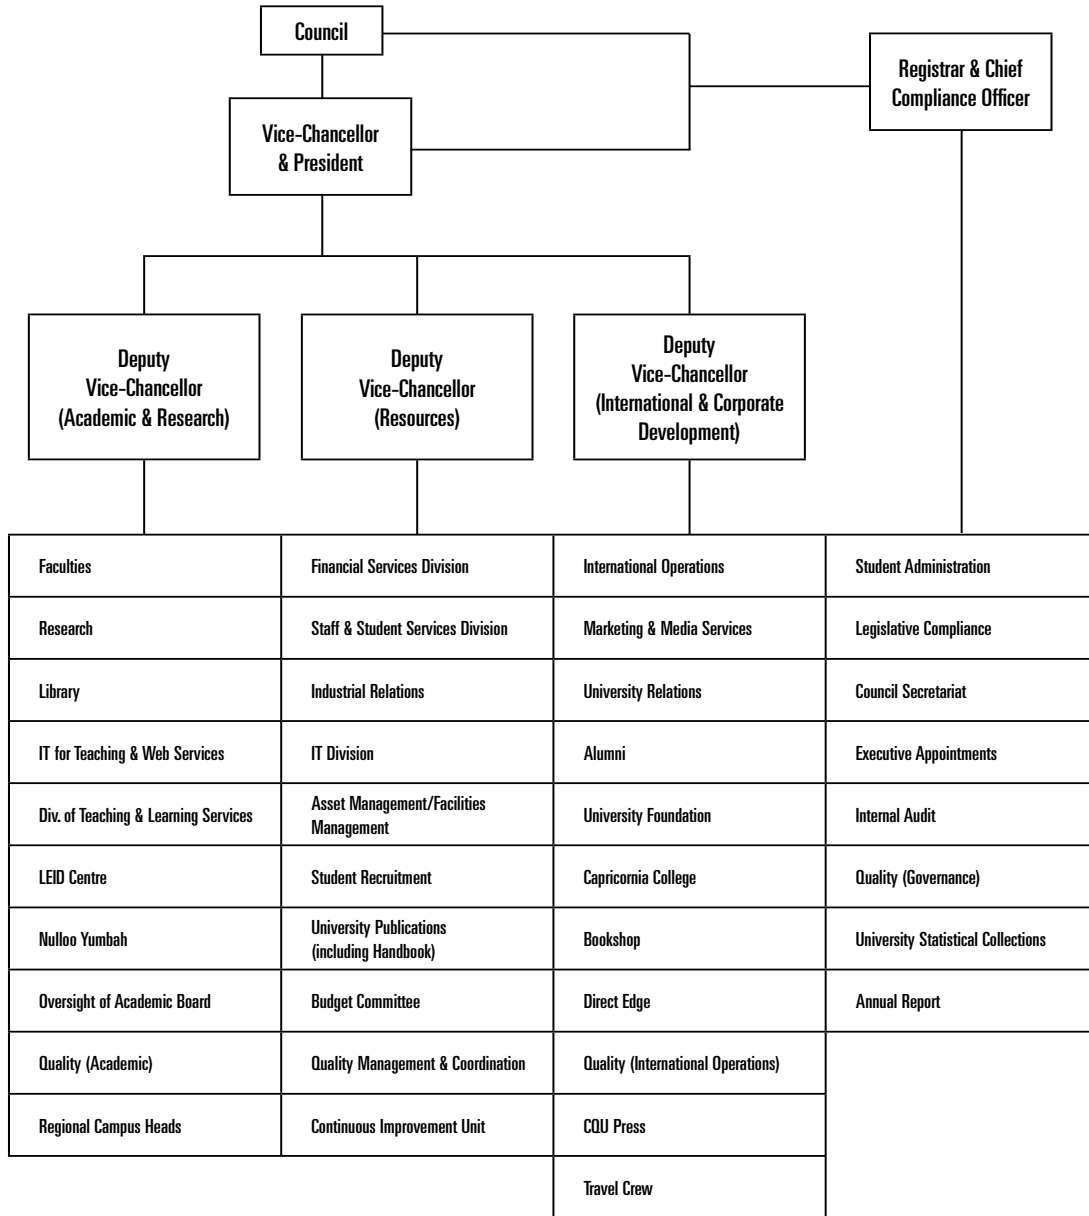 Council
Registrar & Chief
Compliance Officer
Vice-Chancellor
& President
Deputy
Vice-Chancellor
(Academic & Research)
Deputy
Vice-Chancellor
(Resources)
Deputy
Vice-Chancellor
(International & Corporate
Development)
Faculties
Financial Services Division
International Operations
Student Administration
Research
Staff & Student Services Division
Marketing & Media Services
Legislative Compliance
Library
Industrial Relations
University Relations
Council Secretariat
IT for Teaching & Web Services
IT Division
Alumni
Executive Appointments
Div. of Teaching & Learning Services
Asset Management/Facilities
Management
University Foundation
Internal Audit
LEID Centre
Student Recruitment
Capricornia College
Quality (Governance)
Nulloo Yumbah
University Publications
(including Handbook)
Bookshop
University Statistical Collections
Oversight of Academic Board
Budget Committee
Direct Edge
Annual Report
Quality (Academic)
Quality Management & Coordination
Quality (International Operations)
Regional Campus Heads
Continuous Improvement Unit
CQU Press
Travel Crew